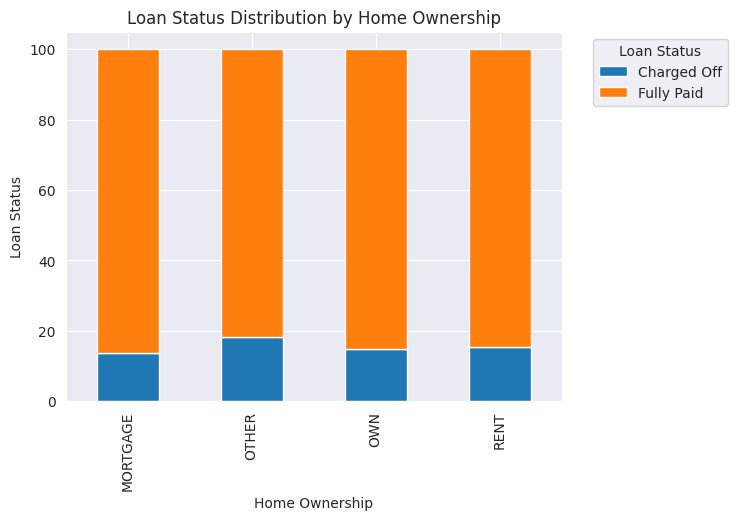 Loan Status Distribution by Home Ownership
Loan Status
Charged Off
Fully Paid
Loan Status
100
80
60
40
20
0
MORTGAGE
OTHER
OWN
RENT
Home Ownership